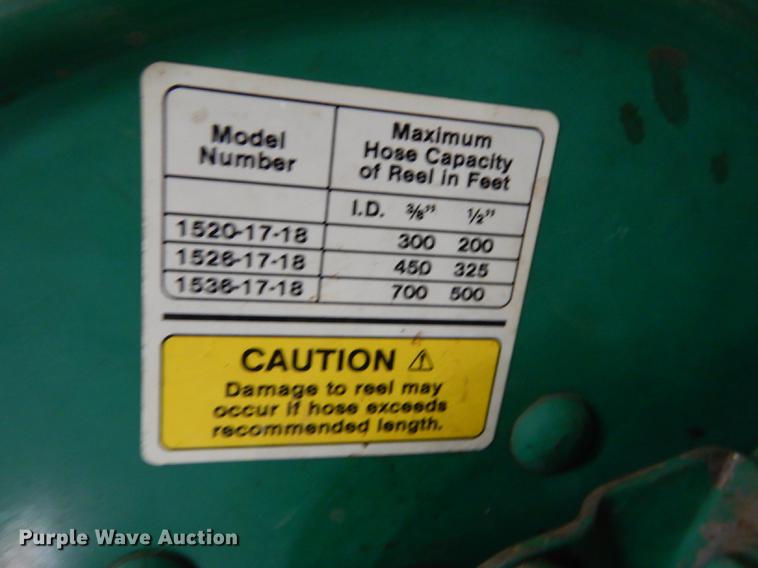 Model Number
Maximum
Hose Capacity
of Reel in Feet
I.D. 3/8" 1/2"
1520-17-18 300 200
1526-17-18 450 325
1536-17-18 700 500
CAUTION ⚠
Damage to reel may
occur if hose exceeds
recommended length.
Purple Wave Auction